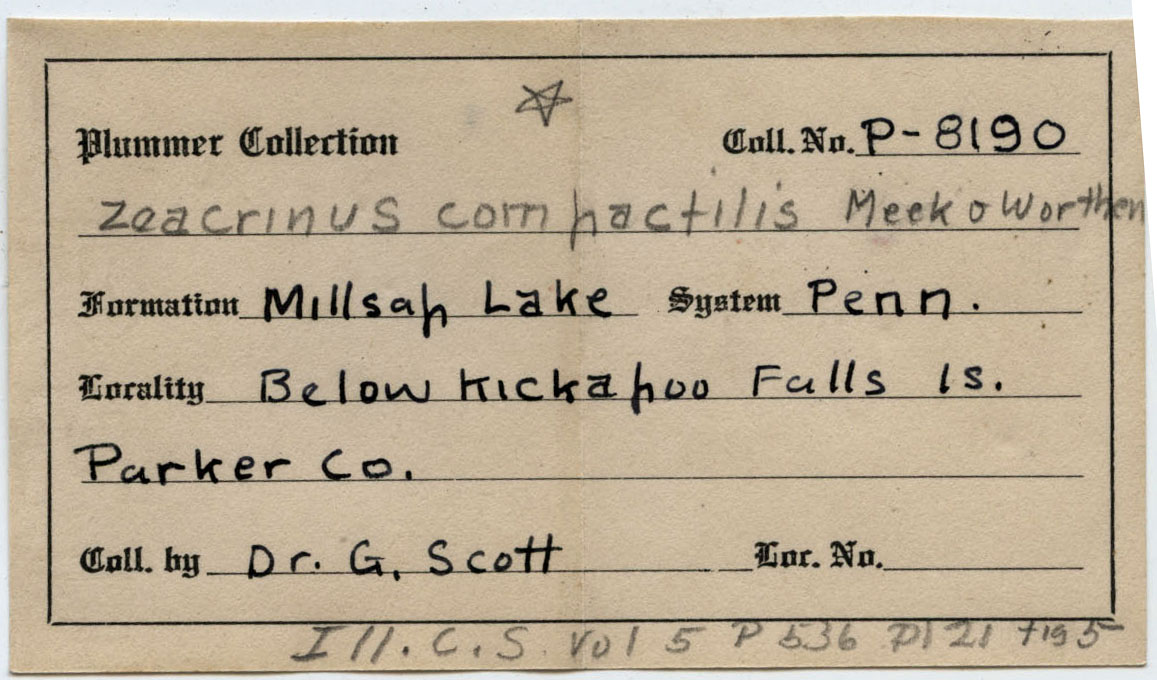 Plummer Collection Coll. No. P-8190
Zeacrinus compactilis Meek & Worthen
Formation Millsap Lake System Penn.
Locality Below Kickapoo Falls ls.
Parker Co.
Coll. by Dr. G. Scott Loc. No.
Ill. C. S. Vol 5 P 536 Pl 21 fig 5